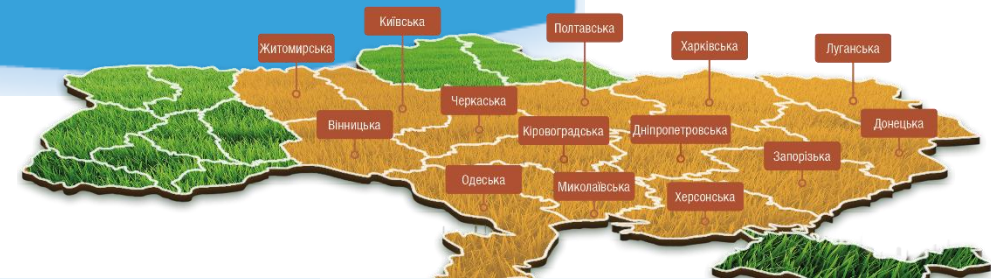 Київська
Полтавська
Житомирська
Харківська
Луганська
Черкаська
Вінницька
Кіровоградська
Дніпропетровська
Донецька
Запорізька
Одеська
Миколаївська
Херсонська